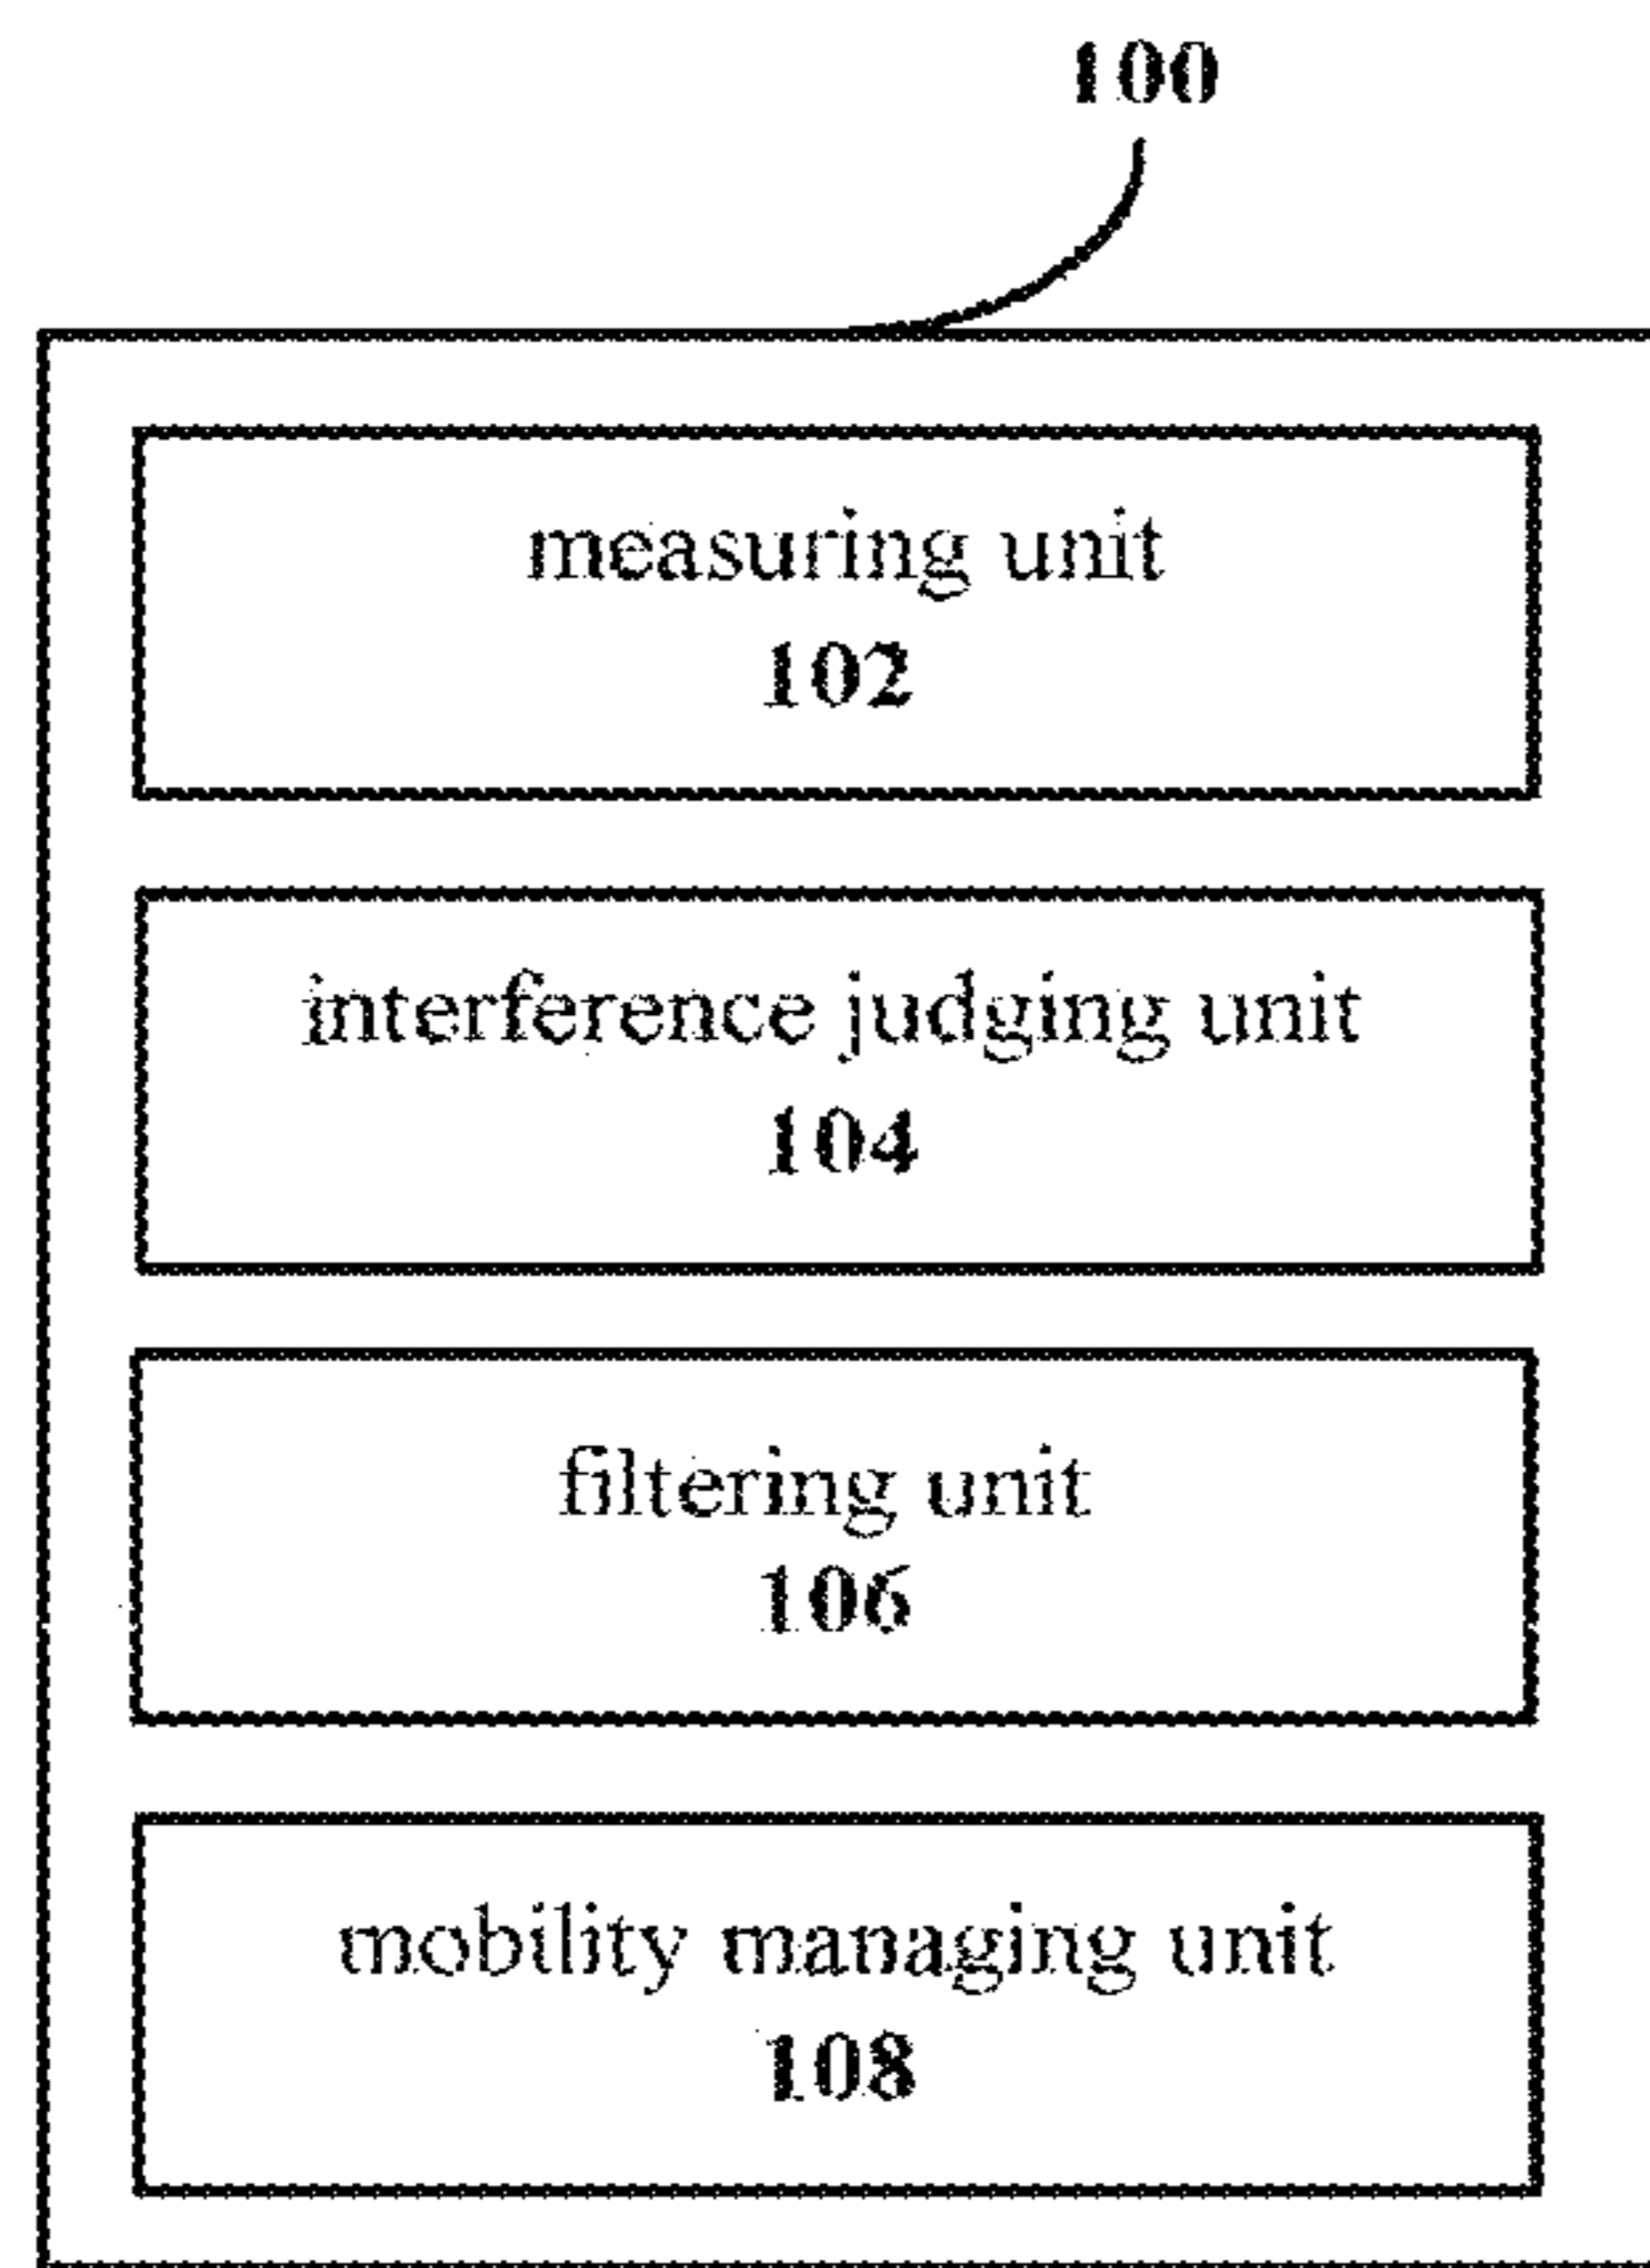 100
measuring unit
102
interference judging unit
104
filtering unit
106
mobility managing unit
108